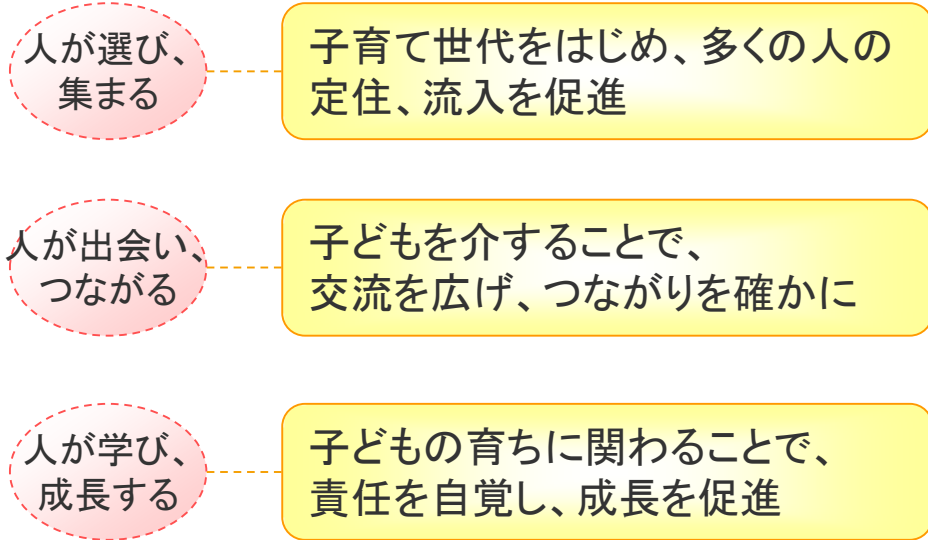 人が選び、
集まる
子育て世代をはじめ、多くの人の
定住、流入を促進
人が出会い、
つながる
子どもを介することで、
交流を広げ、つながりを確かに
人が学び、
成長する
子どもの育ちに関わることで、
責任を自覚し、成長を促進